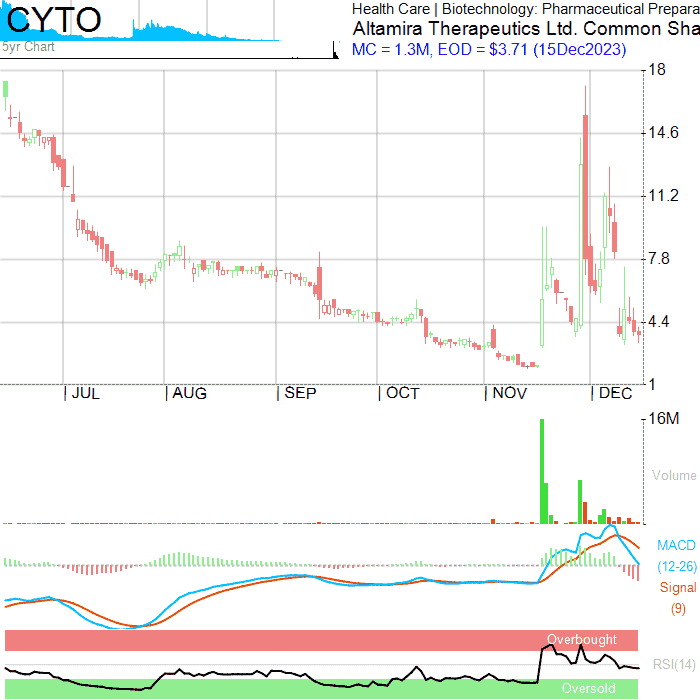 CYTO
5yr Chart
Health Care | Biotechnology: Pharmaceutical Prepara
Altamira Therapeutics Ltd. Common Sha
MC = 1.3M, EOD = $3.71 (15Dec2023)
18
14.6
11.2
7.8
4.4
1
JUL
AUG
SEP
OCT
NOV
DEC
16M
Volume
MACD
(12-26)
Signal
(9)
Overbought
RSI(14)
Oversold